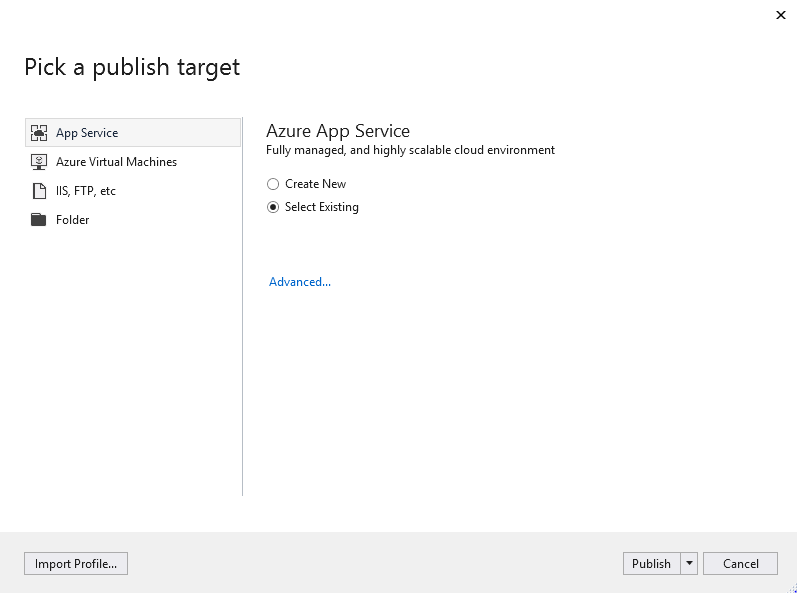 Pick a publish target
App Service
Azure Virtual Machines
IIS, FTP, etc
Folder
Azure App Service
Fully managed, and highly scalable cloud environment
Create New
Select Existing
Advanced...
Import Profile...
Publish
Cancel